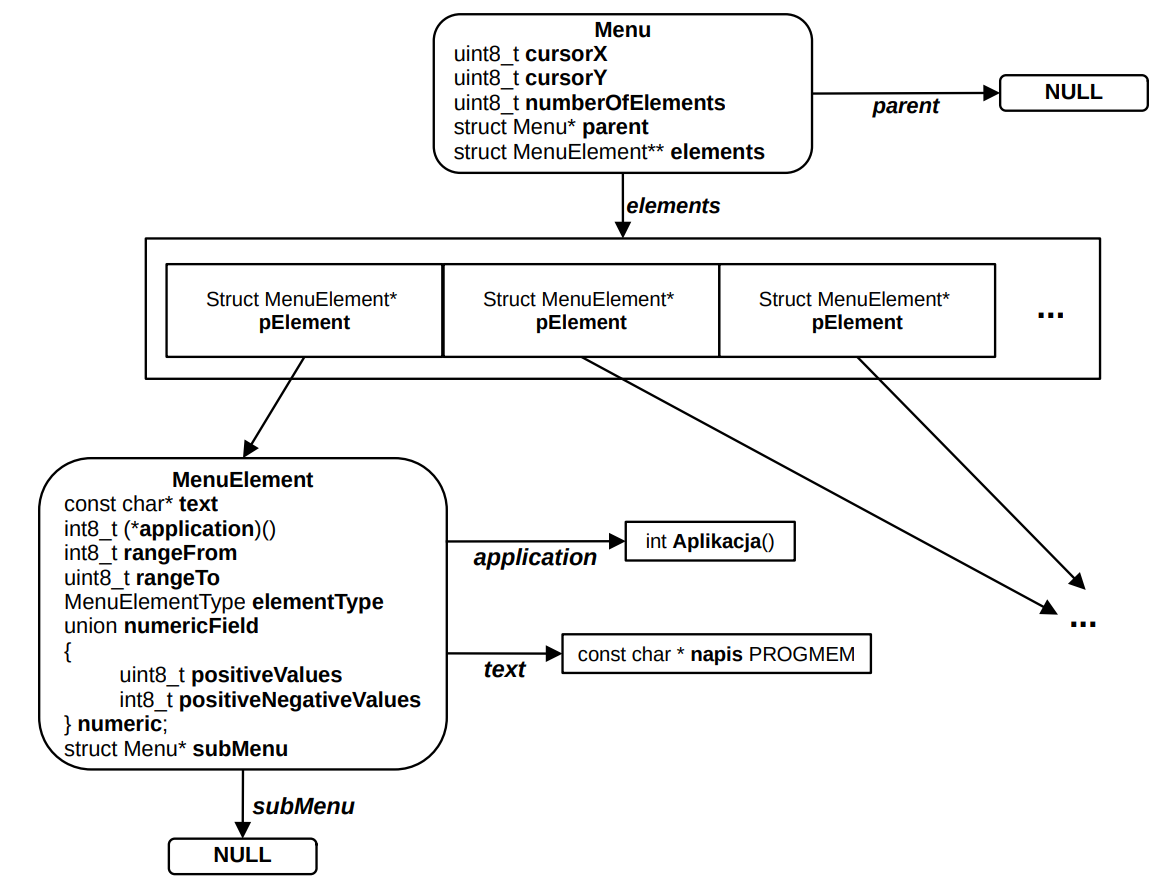 Menu
uint8_t cursorX
uint8_t cursorY
uint8_t numberOfElements
struct Menu* parent
struct MenuElement** elements
parent
NULL
elements
Struct MenuElement*
pElement
Struct MenuElement*
pElement
Struct MenuElement*
pElement
...
MenuElement
const char* text
int8_t (*application)()
int8_t rangeFrom
uint8_t rangeTo
MenuElementType elementType
union numericField
{
uint8_t positiveValues
int8_t positiveNegativeValues
} numeric;
struct Menu* subMenu
application
int Aplikacja()
text
const char * napis PROGMEM
...
subMenu
NULL